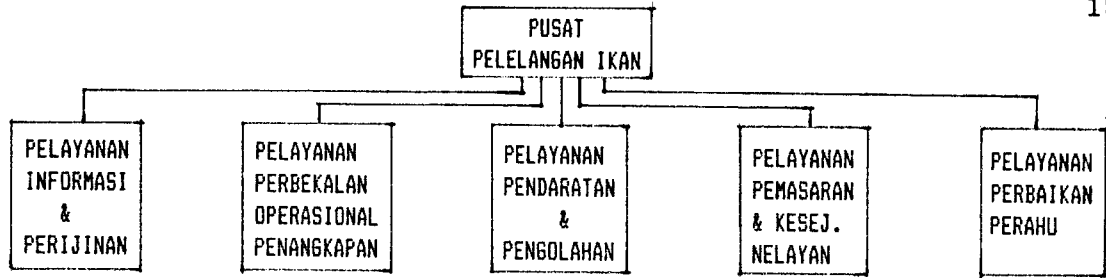 PUSAT
PELELANGAN IKAN
PELAYANAN
INFORMASI
&
PERIJINAN
PELAYANAN
PERBEKALAN
OPERASIONAL
PENANGKAPAN
PELAYANAN
PENDARATAN
&
PENGOLAHAN
PELAYANAN
PEMASARAN
& KESEJ.
NELAYAN
PELAYANAN
PERBAIKAN
PERAHU